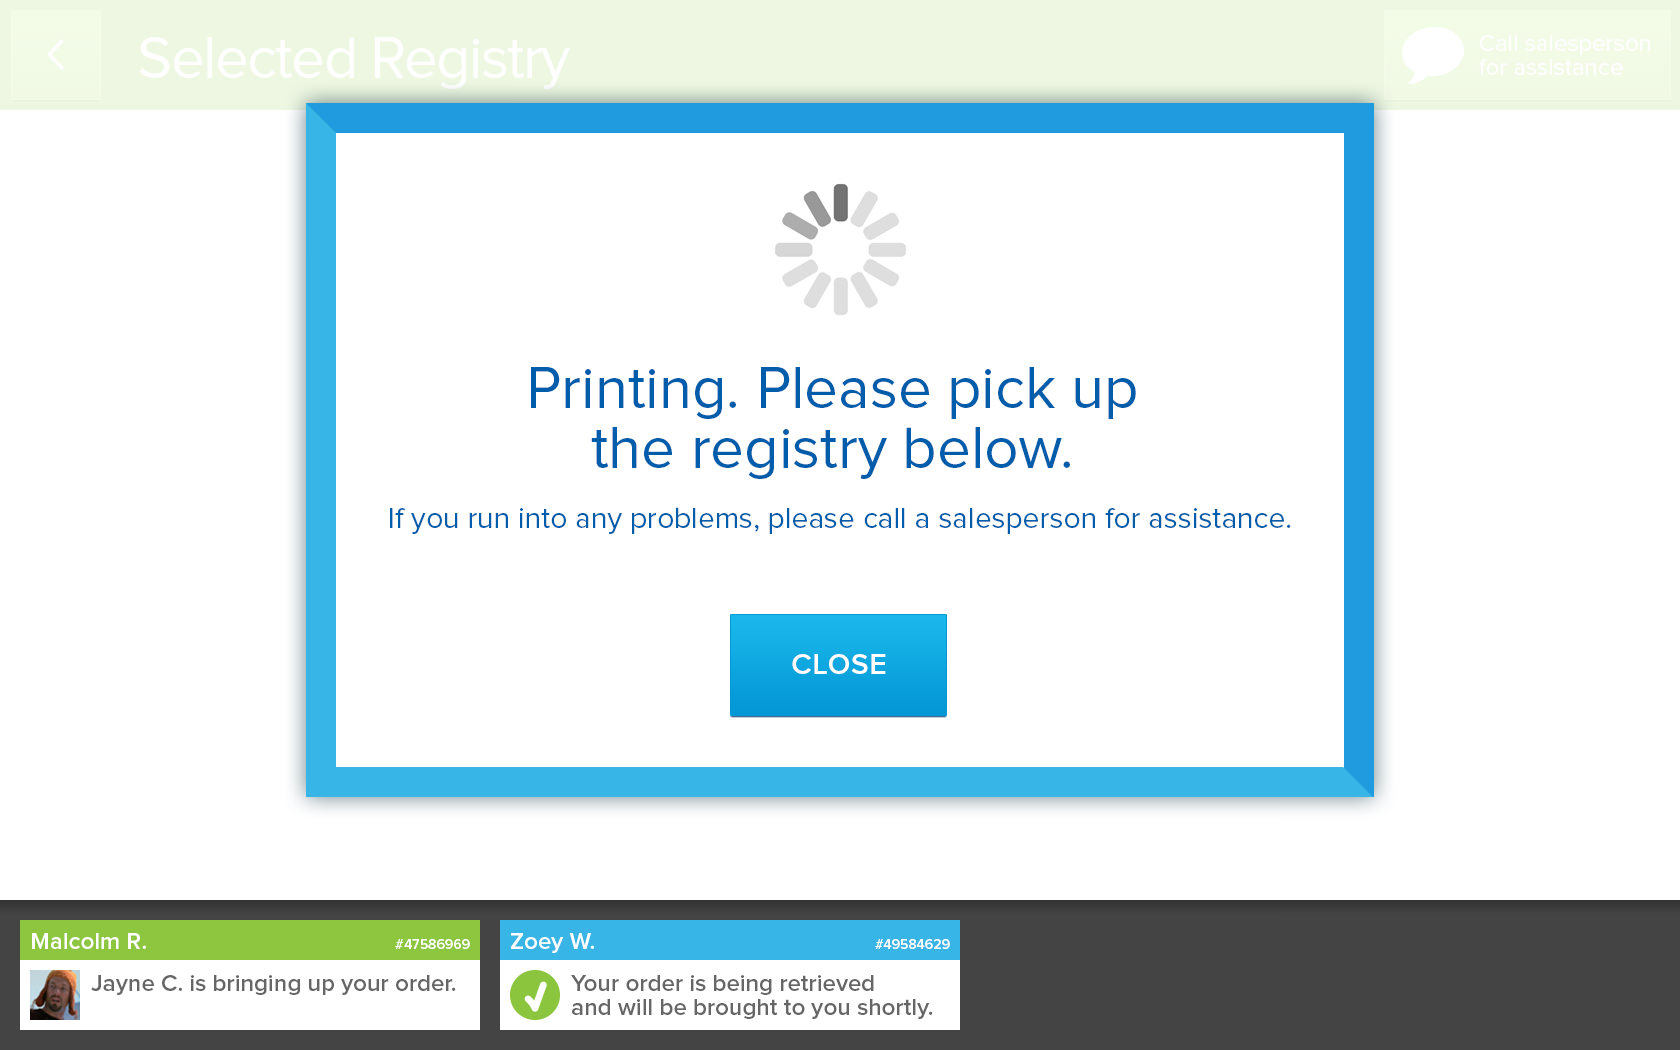 Selected Registry
Call salesperson
for assistance
Printing. Please pick up
the registry below.
If you run into any problems, please call a salesperson for assistance.
CLOSE
Malcolm R.
#47586969
Jayne C. is bringing up your order.
Zoey W.
#49584629
Your order is being retrieved
and will be brought to you shortly.